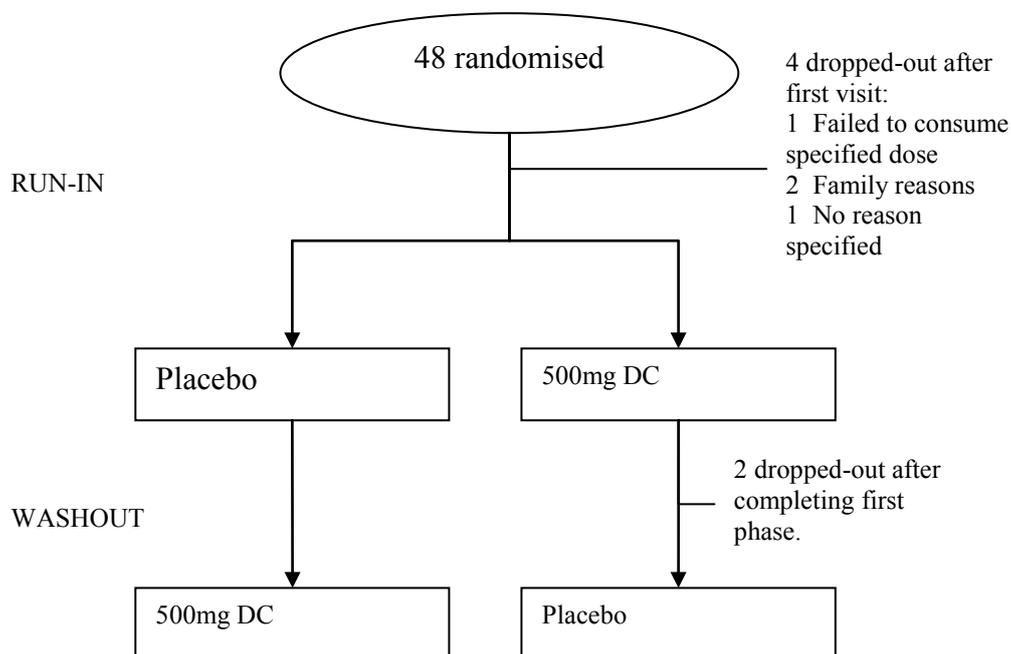 48 randomised
4 dropped-out after
first visit:
1 Failed to consume
specified dose
2 Family reasons
1 No reason
specified
RUN-IN
Placebo
500mg DC
2 dropped-out after
completing first
phase.
WASHOUT
500mg DC
Placebo